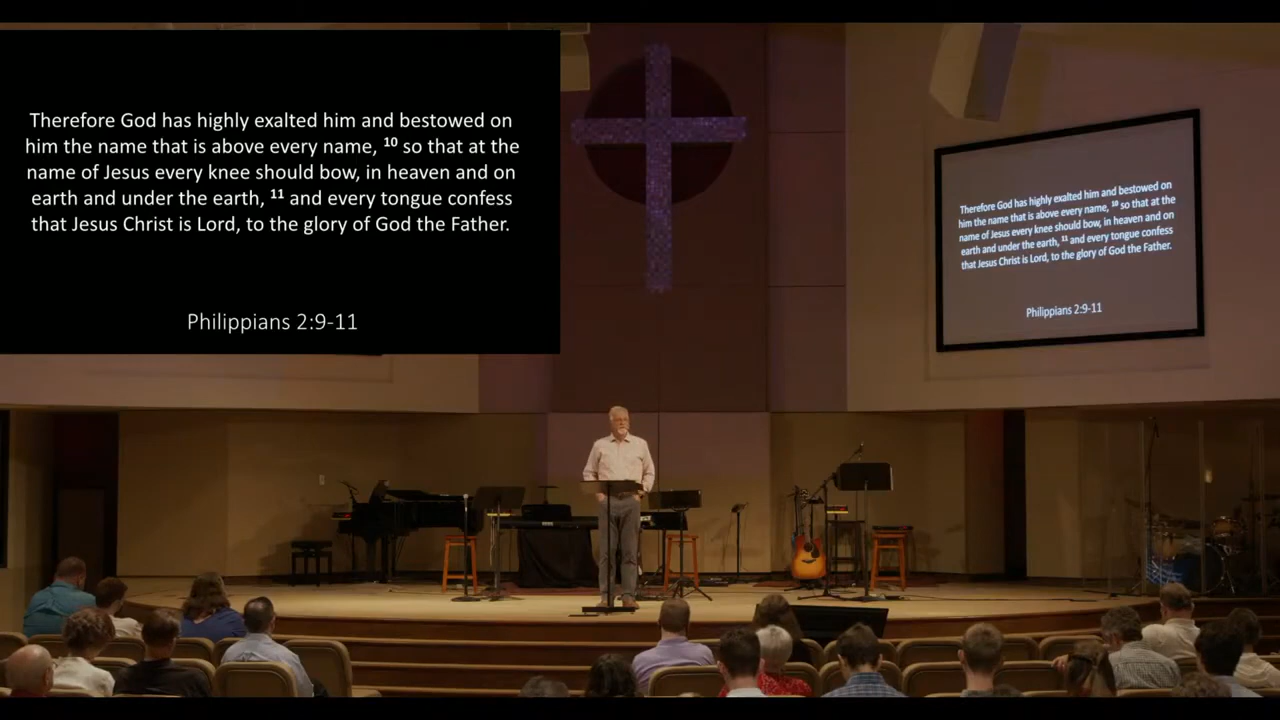 Therefore God has highly exalted him and bestowed on
him the name that is above every name, ¹⁰ so that at the
name of Jesus every knee should bow, in heaven and on
earth and under the earth, ¹¹ and every tongue confess
that Jesus Christ is Lord, to the glory of God the Father.
Philippians 2:9-11
Therefore God has highly exalted him and bestowed on
him the name that is above every name, ¹⁰ so that at the
name of Jesus every knee should bow, in heaven and on
earth and under the earth, ¹¹ and every tongue confess
that Jesus Christ is Lord, to the glory of God the Father.
Philippians 2:9-11